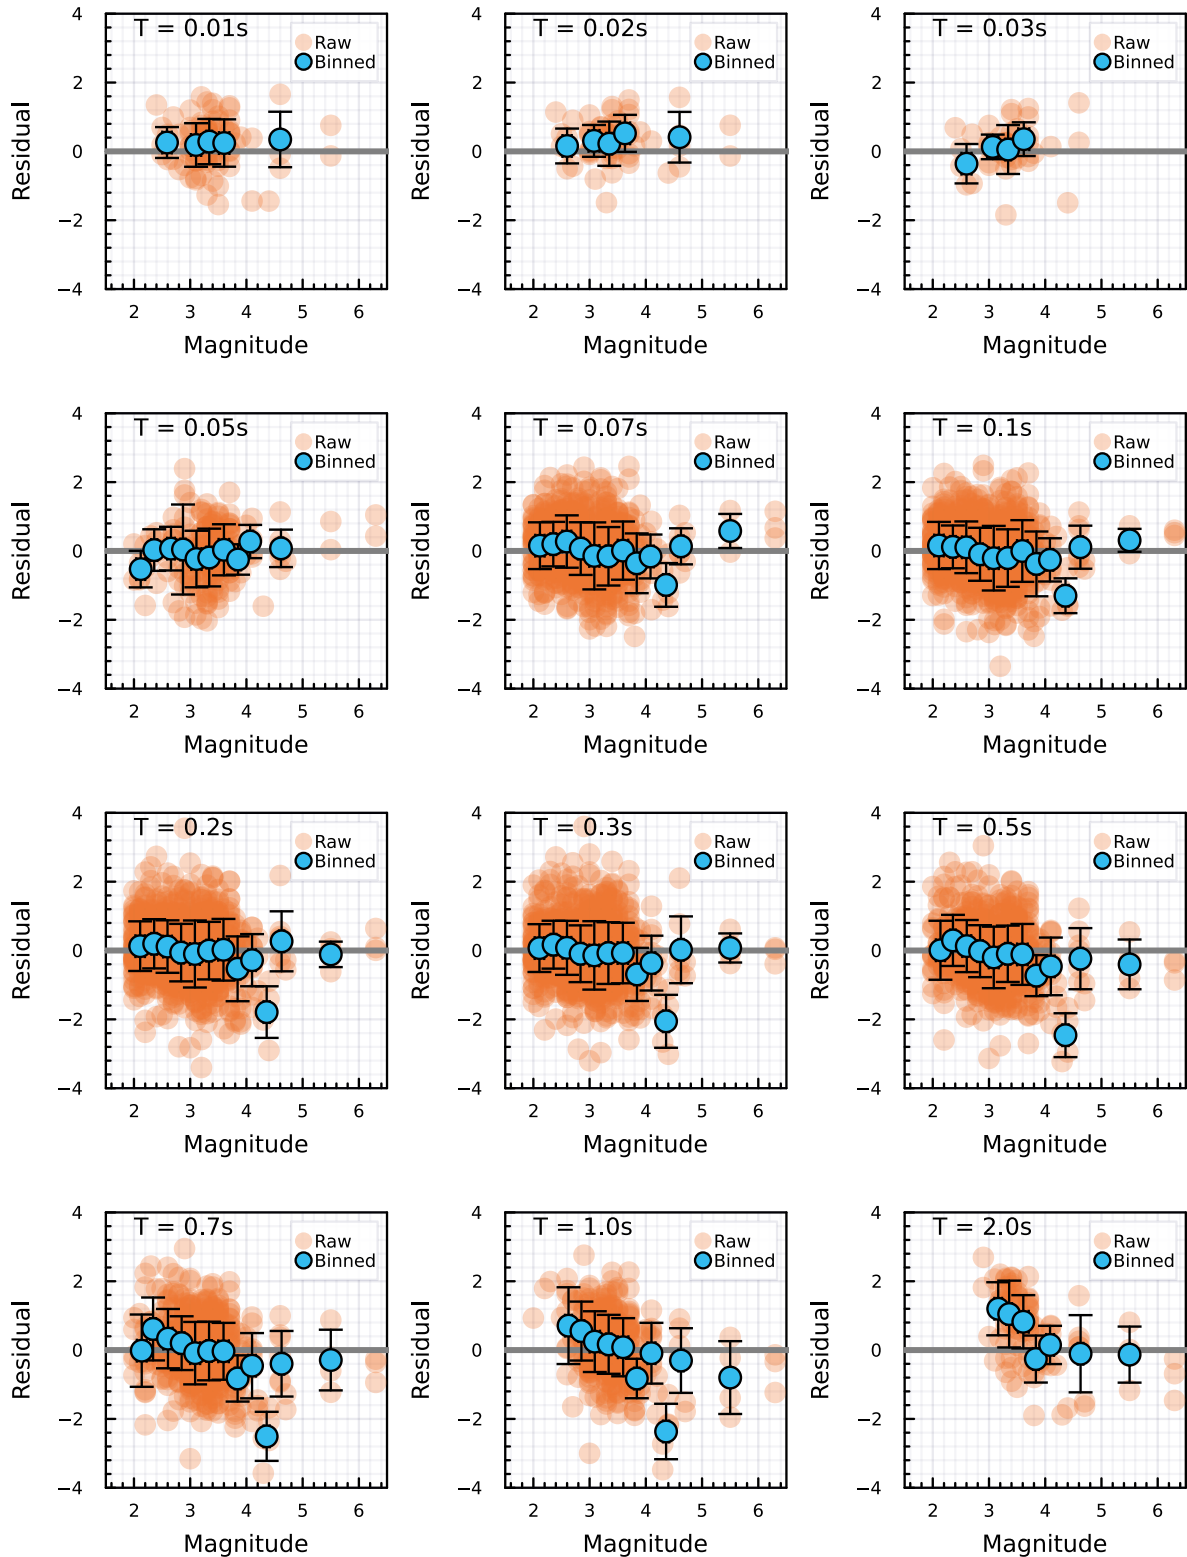 T = 0.01s
Raw
Binned
4
2
0
−2
−4
Residual
2 3 4 5 6
Magnitude
T = 0.02s
Raw
Binned
4
2
0
−2
−4
Residual
2 3 4 5 6
Magnitude
T = 0.03s
Raw
Binned
4
2
0
−2
−4
Residual
2 3 4 5 6
Magnitude
T = 0.05s
Raw
Binned
4
2
0
−2
−4
Residual
2 3 4 5 6
Magnitude
T = 0.07s
Raw
Binned
4
2
0
−2
−4
Residual
2 3 4 5 6
Magnitude
T = 0.1s
Raw
Binned
4
2
0
−2
−4
Residual
2 3 4 5 6
Magnitude
T = 0.2s
Raw
Binned
4
2
0
−2
−4
Residual
2 3 4 5 6
Magnitude
T = 0.3s
Raw
Binned
4
2
0
−2
−4
Residual
2 3 4 5 6
Magnitude
T = 0.5s
Raw
Binned
4
2
0
−2
−4
Residual
2 3 4 5 6
Magnitude
T = 0.7s
Raw
Binned
4
2
0
−2
−4
Residual
2 3 4 5 6
Magnitude
T = 1.0s
Raw
Binned
4
2
0
−2
−4
Residual
2 3 4 5 6
Magnitude
T = 2.0s
Raw
Binned
4
2
0
−2
−4
Residual
2 3 4 5 6
Magnitude